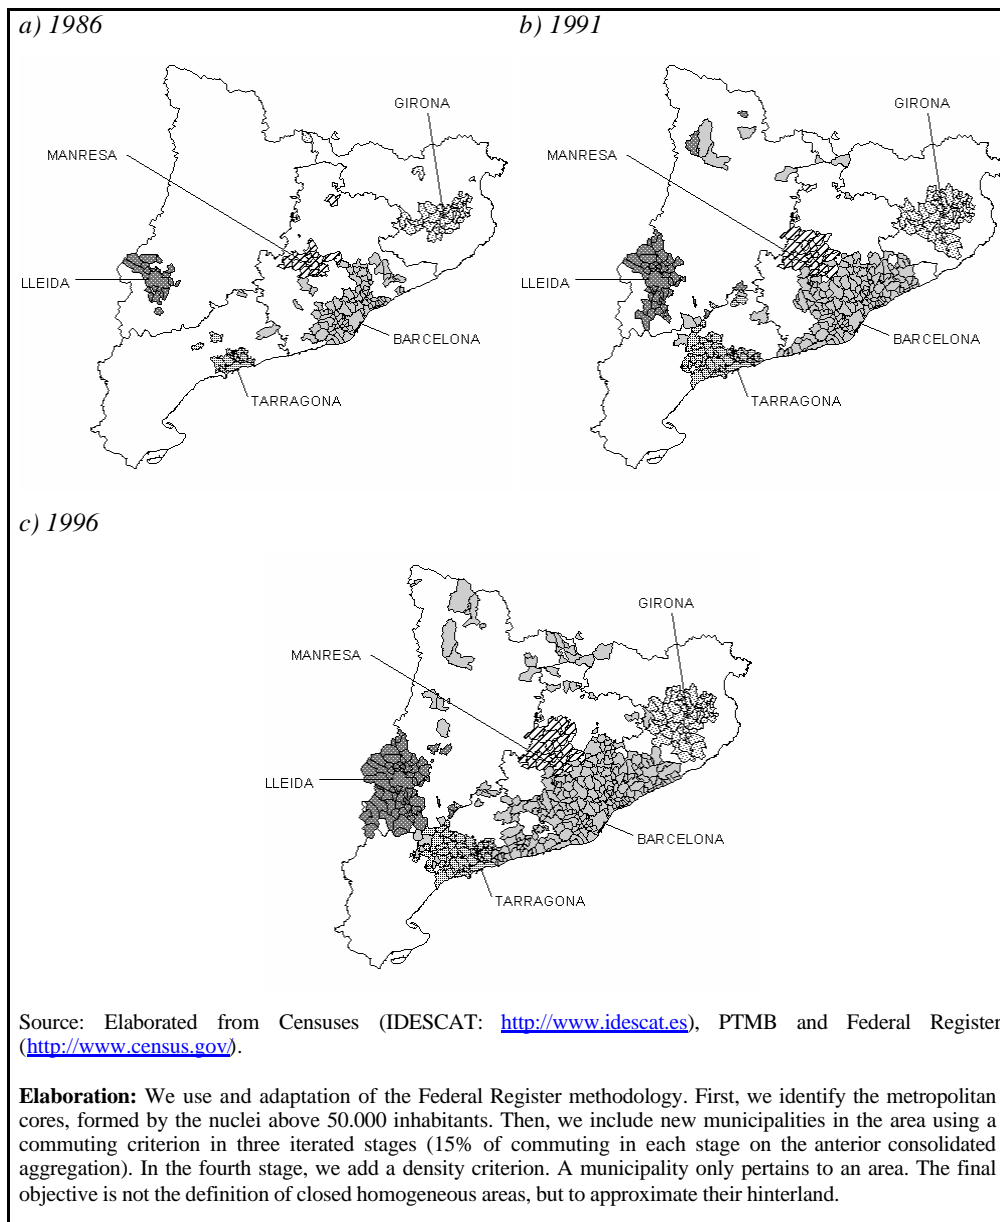 a) 1986
b) 1991
GIRONA
MANRESA
LLEIDA
BARCELONA
TARRAGONA
GIRONA
MANRESA
LLEIDA
BARCELONA
TARRAGONA
c) 1996
GIRONA
MANRESA
LLEIDA
BARCELONA
TARRAGONA
Source: Elaborated from Censuses (IDESCAT: http://www.idescat.es), PTMB and Federal Register
(http://www.census.gov/).
Elaboration: We use and adaptation of the Federal Register methodology. First, we identify the metropolitan
cores, formed by the nuclei above 50.000 inhabitants. Then, we include new municipalities in the area using a
commuting criterion in three iterated stages (15% of commuting in each stage on the anterior consolidated
aggregation). In the fourth stage, we add a density criterion. A municipality only pertains to an area. The final
objective is not the definition of closed homogeneous areas, but to approximate their hinterland.